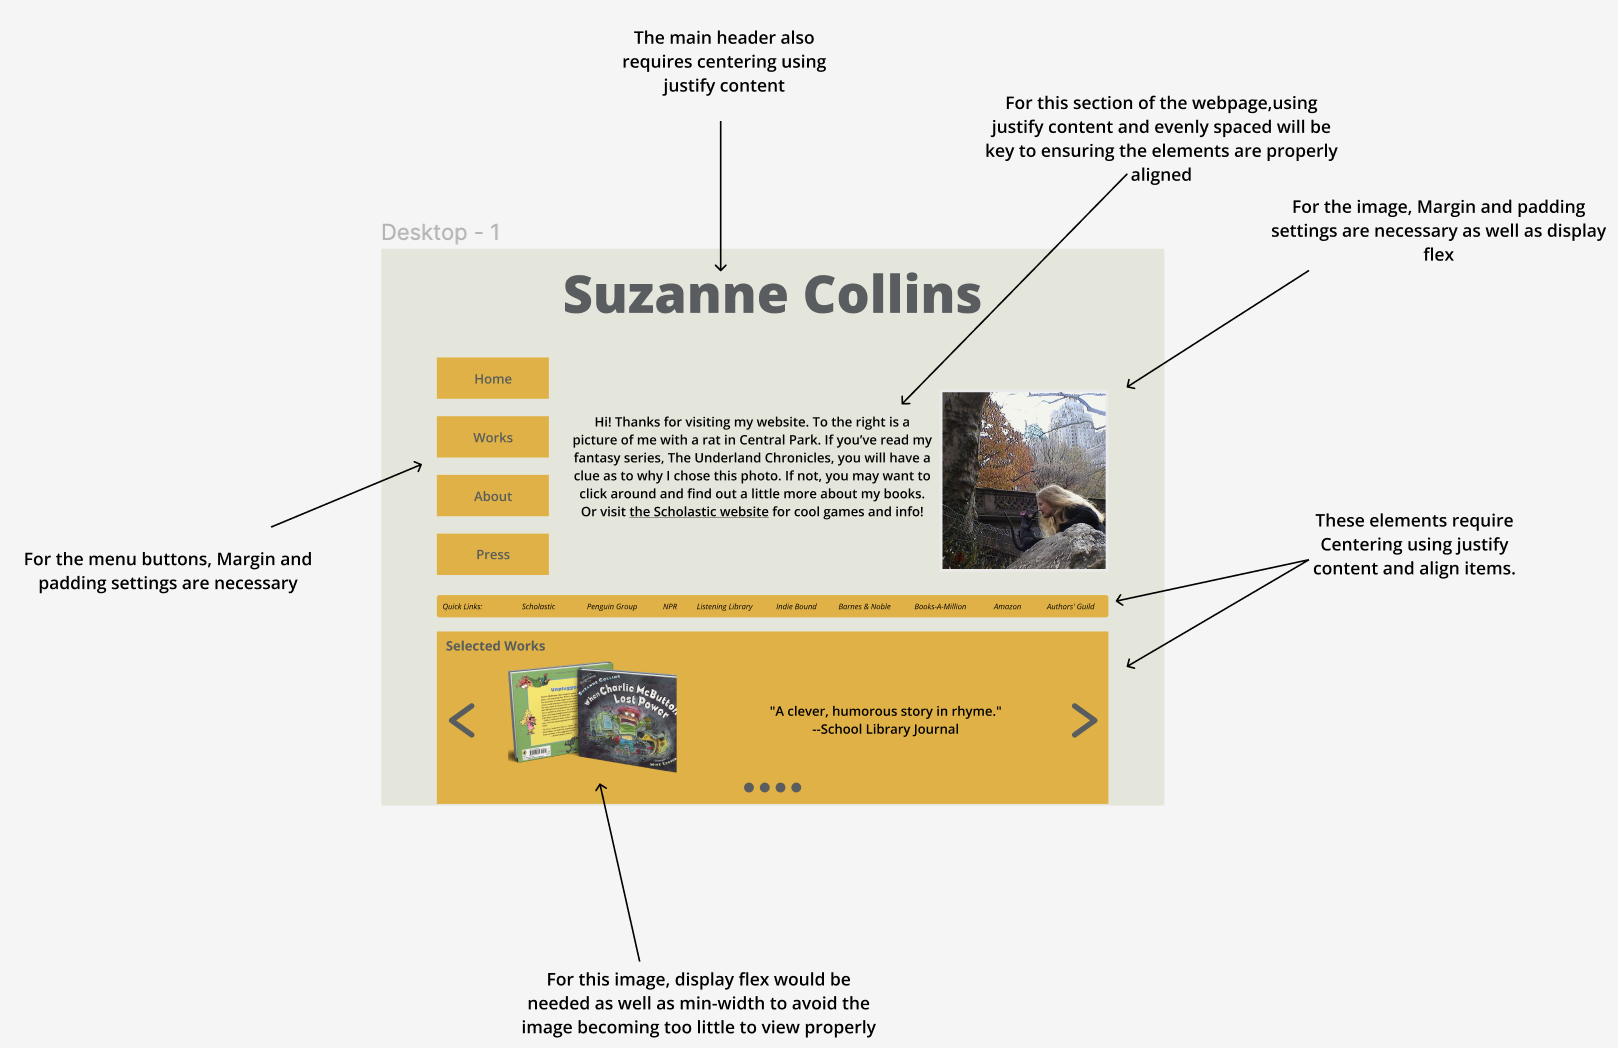 The main header also
requires centering using
justify content
For this section of the webpage,using
justify content and evenly spaced will be
key to ensuring the elements are properly
aligned
For the image, Margin and padding
settings are necessary as well as display
flex
Desktop - 1
Suzanne Collins
Home
Works
About
Press
Hi! Thanks for visiting my website. To the right is a
picture of me with a rat in Central Park. If you’ve read my
fantasy series, The Underland Chronicles, you will have a
clue as to why I chose this photo. If not, you may want to
click around and find out a little more about my books.
Or visit the Scholastic website for cool games and info!
For the menu buttons, Margin and
padding settings are necessary
These elements require
Centering using justify
content and align items.
Quick Links: Scholastic Penguin Group NPR Listening Library Indie Bound Barnes & Noble Books-A-Million Amazon Authors' Guild
Selected Works
SUZANNE COLLINS
When Charlie McButton
Lost Power
"A clever, humorous story in rhyme."
--School Library Journal
For this image, display flex would be
needed as well as min-width to avoid the
image becoming too little to view properly